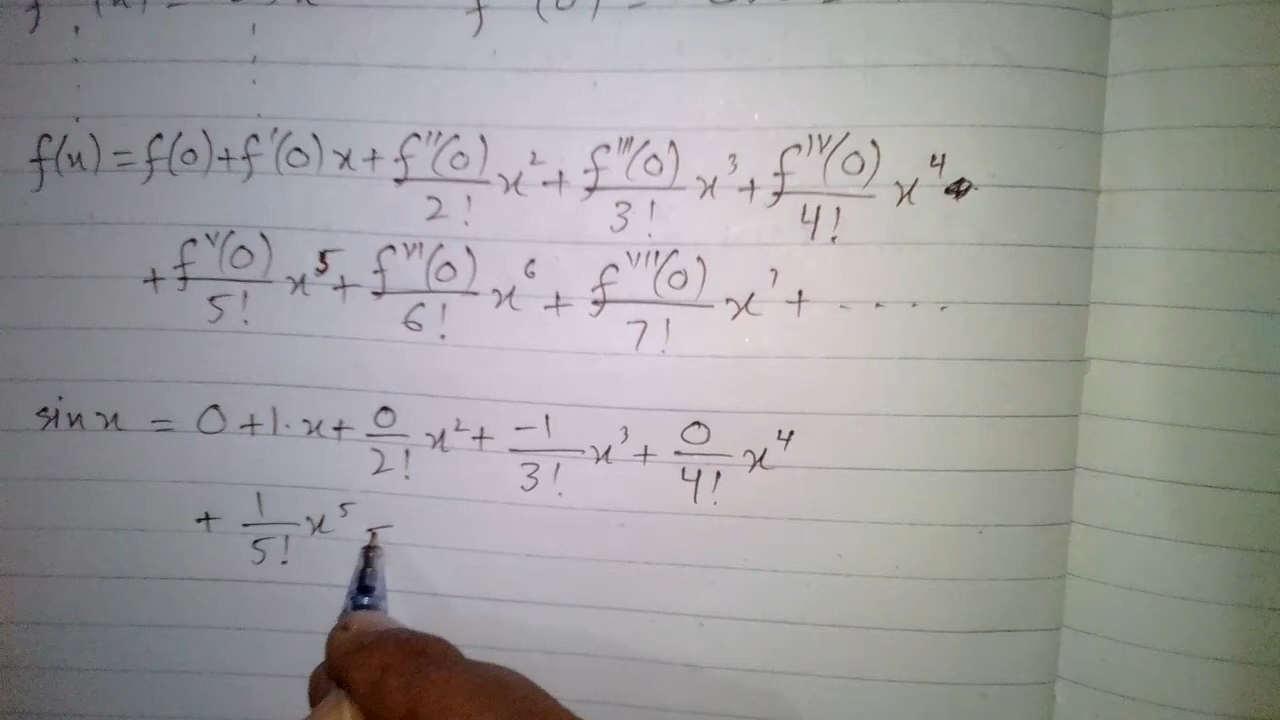 f(x) = f(0) + f'(0) x + f''(0)/2! x² + f'''(0)/3! x³ + f^IV(0)/4! x⁴
+ f^V(0)/5! x⁵ + f^VI(0)/6! x⁶ + f^VII(0)/7! x⁷ + - . . .
sin x = 0 + 1·x + 0/2! x² + -1/3! x³ + 0/4! x⁴
+ 1/5! x⁵